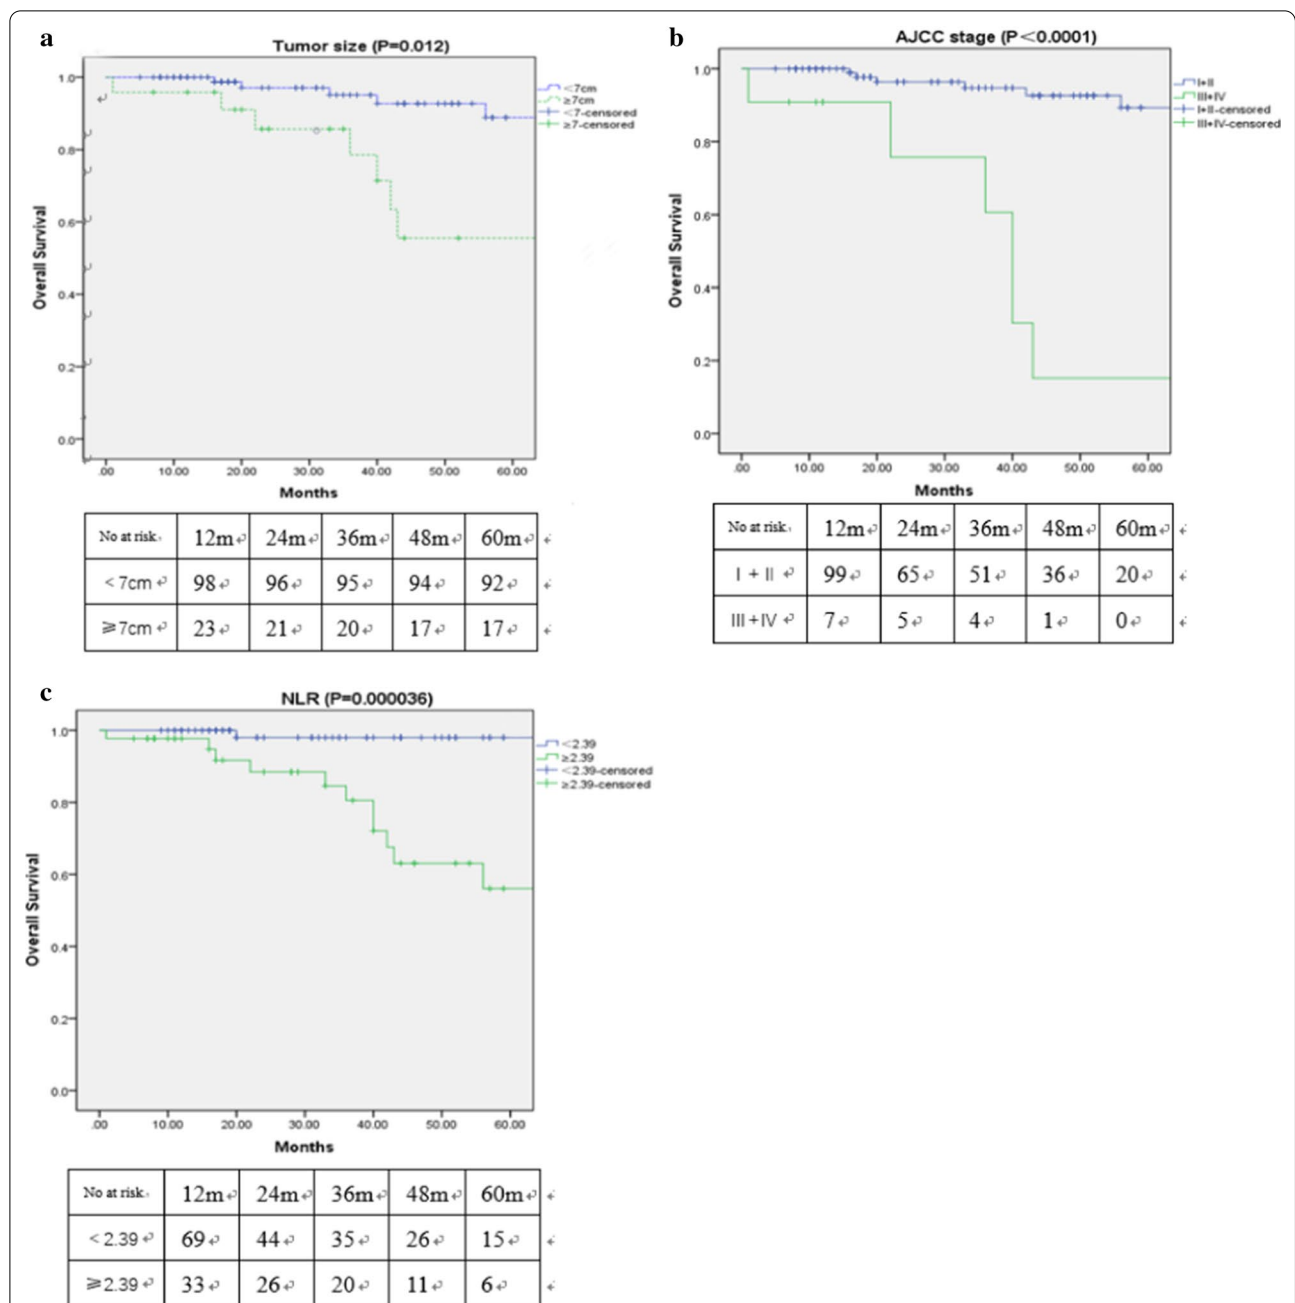 a
Tumor size (P=0.012)
1.0
0.8
0.6
0.4
0.2
0.0
Overall Survival
.00 10.00 20.00 30.00 40.00 50.00 60.00
Months
<7cm
≥7cm
<7-censored
≥7-censored
No at risk 12m 24m 36m 48m 60m
<7cm 98 96 95 94 92
≥7cm 23 21 20 17 17
b
AJCC stage (P<0.0001)
1.0
0.8
0.6
0.4
0.2
0.0
Overall Survival
.00 10.00 20.00 30.00 40.00 50.00 60.00
Months
I+II
III+IV
I+II-censored
III+IV-censored
No at risk 12m 24m 36m 48m 60m
I + II 99 65 51 36 20
III+IV 7 5 4 1 0
c
NLR (P=0.000036)
1.0
0.8
0.6
0.4
0.2
0.0
Overall Survival
.00 10.00 20.00 30.00 40.00 50.00 60.00
Months
<2.39
≥2.39
<2.39-censored
≥2.39-censored
No at risk 12m 24m 36m 48m 60m
<2.39 69 44 35 26 15
≥2.39 33 26 20 11 6